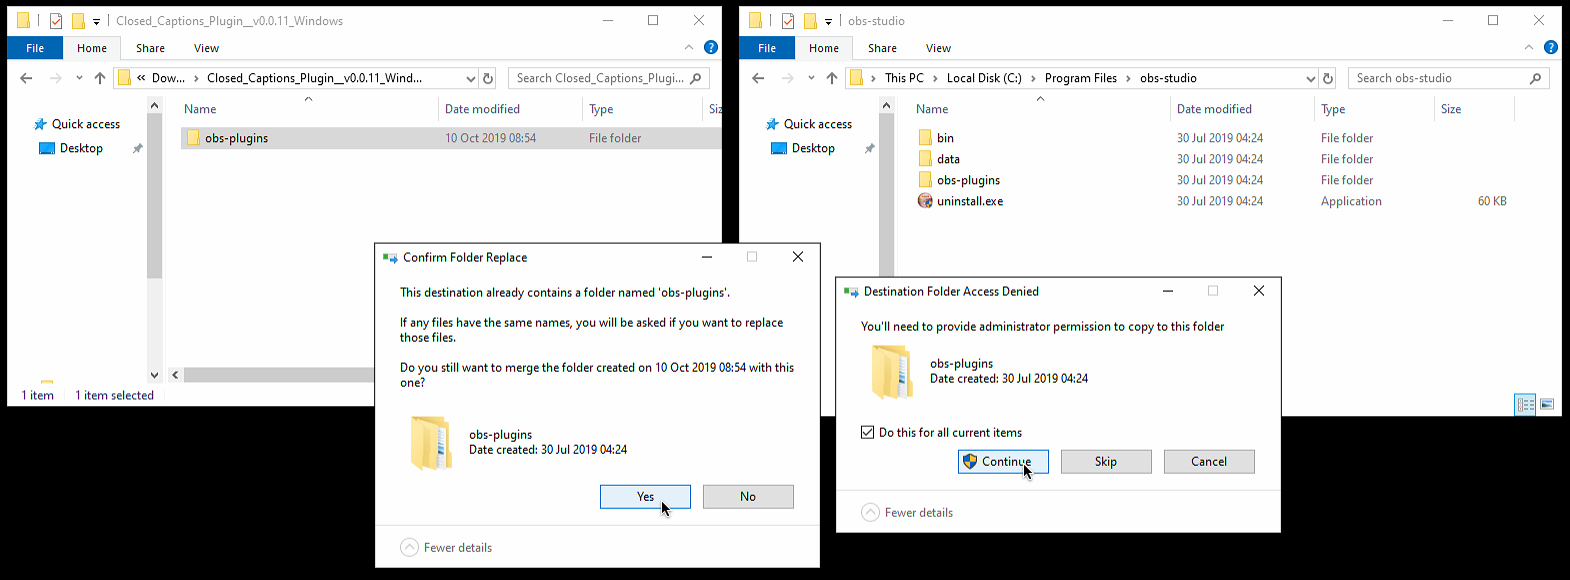 Closed_Captions_Plugin__v0.0.11_Windows
File Home Share View
« Dow... › Closed_Captions_Plugin__v0.0.11_Wind...
Search Closed_Captions_Plugi...
Quick access
Desktop
Name Date modified Type Siz
obs-plugins 10 Oct 2019 08:54 File folder
1 item 1 item selected
obs-studio
File Home Share View
› This PC › Local Disk (C:) › Program Files › obs-studio
Search obs-studio
Quick access
Desktop
Name Date modified Type Size
bin 30 Jul 2019 04:24 File folder
data 30 Jul 2019 04:24 File folder
obs-plugins 30 Jul 2019 04:24 File folder
uninstall.exe 30 Jul 2019 04:24 Application 60 KB
Confirm Folder Replace
This destination already contains a folder named 'obs-plugins'.
If any files have the same names, you will be asked if you want to replace
those files.
Do you still want to merge the folder created on 10 Oct 2019 08:54 with this
one?
obs-plugins
Date created: 30 Jul 2019 04:24
Yes No
Fewer details
Destination Folder Access Denied
You'll need to provide administrator permission to copy to this folder
obs-plugins
Date created: 30 Jul 2019 04:24
Do this for all current items
Continue Skip Cancel
Fewer details